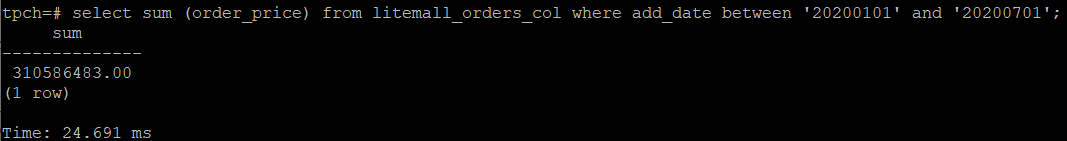 tpch=# select sum (order_price) from litemall_orders_col where add_date between '20200101' and '20200701';
sum
--------------
310586483.00
(1 row)
Time: 24.691 ms